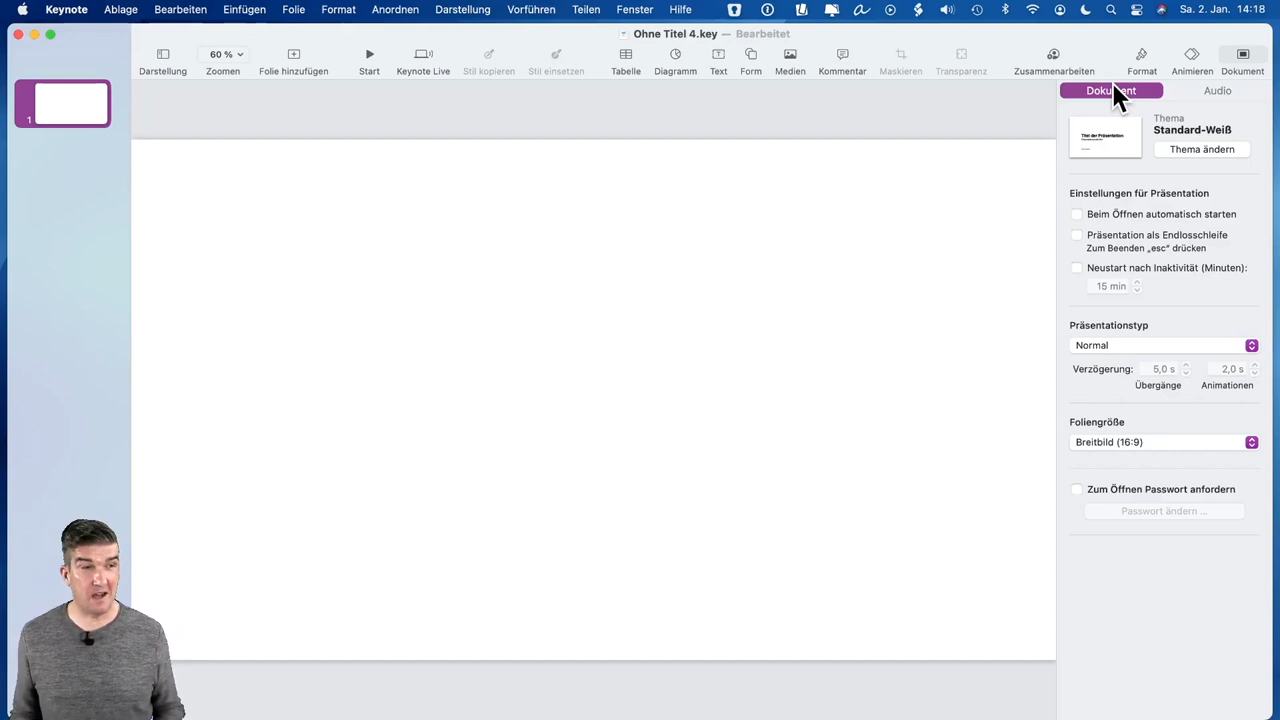 Keynote Ablage Bearbeiten Einfügen Folie Format Anordnen Darstellung Vorführen Teilen Fenster Hilfe Sa. 2. Jan. 14:18
Ohne Titel 4.key — Bearbeitet
60 %
Darstellung Zoomen Folie hinzufügen Start Keynote Live Stil kopieren Stil einsetzen Tabelle Diagramm Text Form Medien Kommentar Maskieren Transparenz Zusammenarbeiten Format Animieren Dokument
Dokument Audio
1
Thema
Standard-Weiß
Titel der Präsentation
Thema ändern
Einstellungen für Präsentation
Beim Öffnen automatisch starten
Präsentation als Endlosschleife
Zum Beenden „esc" drücken
Neustart nach Inaktivität (Minuten):
15 min
Präsentationstyp
Normal
Verzögerung: 5,0 s 2,0 s
Übergänge Animationen
Foliengröße
Breitbild (16:9)
Zum Öffnen Passwort anfordern
Passwort ändern ...